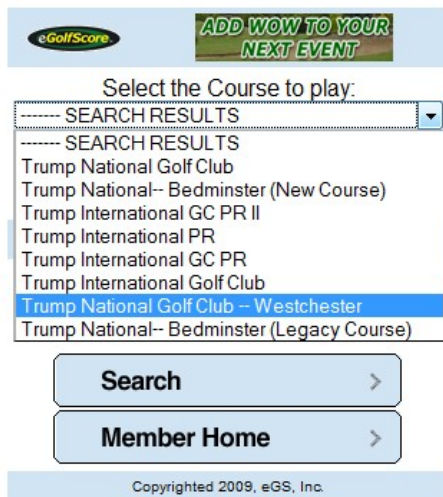 eGolfScore
ADD WOW TO YOUR
NEXT EVENT
Select the Course to play:
------- SEARCH RESULTS
------- SEARCH RESULTS
Trump National Golf Club
Trump National-- Bedminster (New Course)
Trump International GC PR II
Trump International PR
Trump International GC PR
Trump International Golf Club
Trump National Golf Club -- Westchester
Trump National-- Bedminster (Legacy Course)
Search
Member Home
Copyrighted 2009, eGS, Inc.